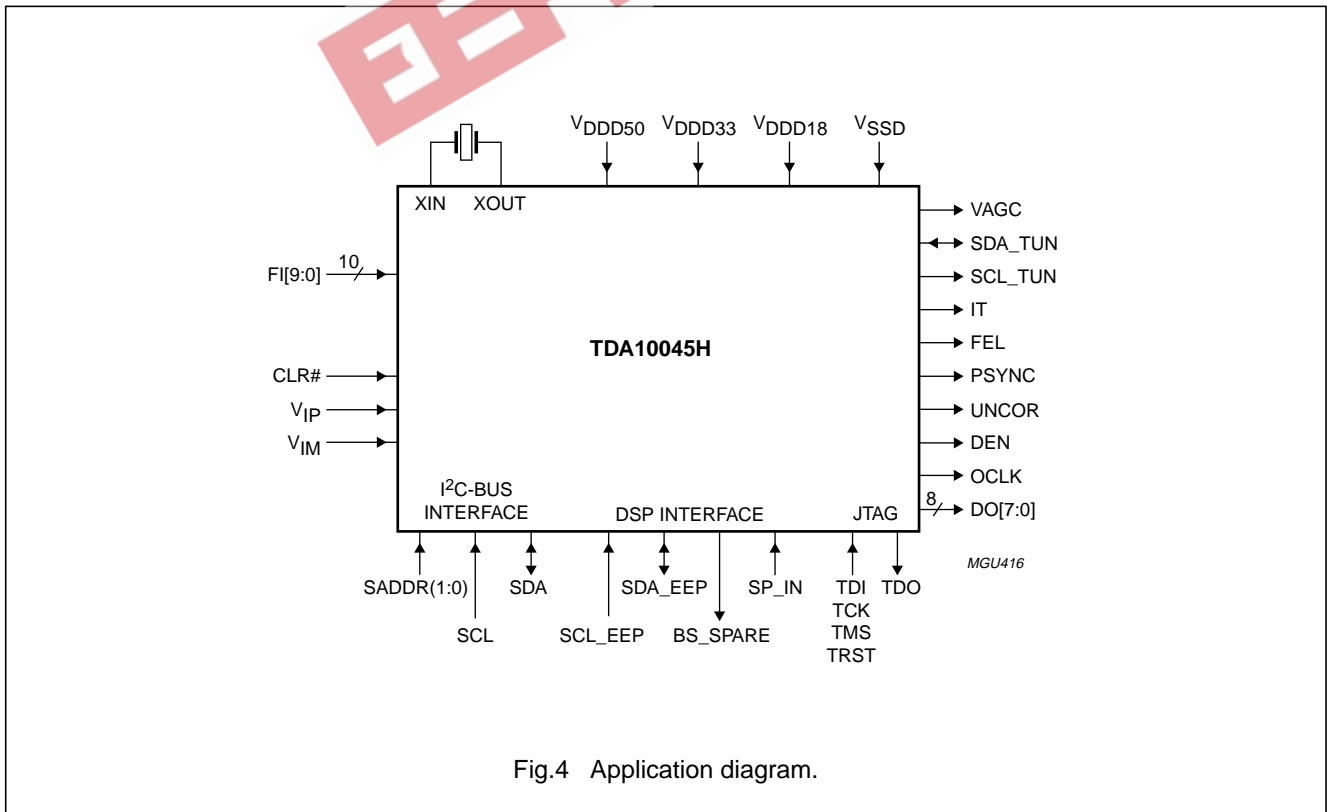 VDDD50 VDDD33 VDDD18 VSSD
XIN XOUT
VAGC
SDA_TUN
10
FI[9:0]
SCL_TUN
IT
TDA10045H
FEL
CLR#
PSYNC
VIP
UNCOR
VIM
DEN
OCLK
I2C-BUS
INTERFACE
DSP INTERFACE
JTAG
8
DO[7:0]
MGU416
SADDR(1:0) SDA SDA_EEP SP_IN TDI TDO
TCK
SCL SCL_EEP BS_SPARE TMS
TRST
Fig.4 Application diagram.